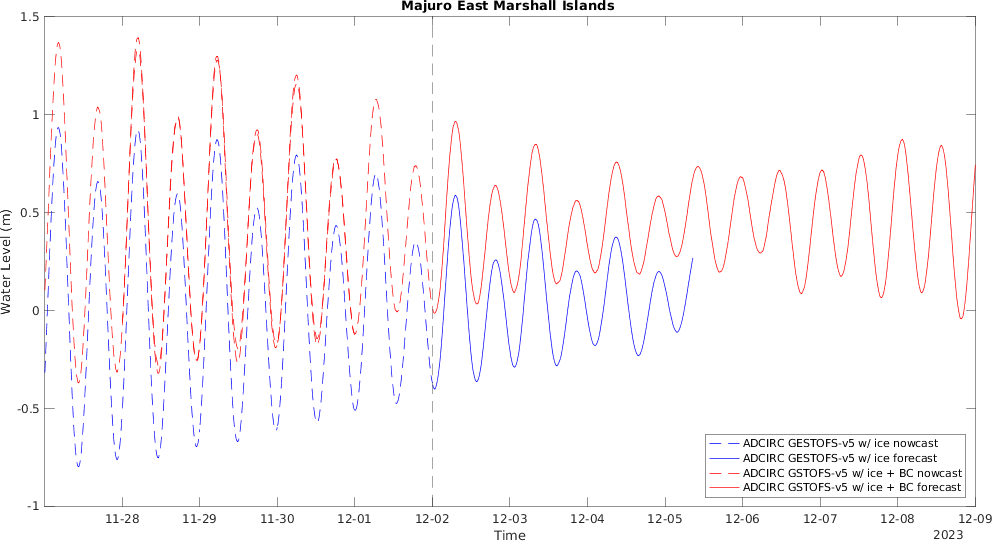 Majuro East Marshall Islands
Water Level (m)
1.5
1
0.5
0
-0.5
-1
11-28
11-29
11-30
12-01
12-02
12-03
12-04
12-05
12-06
12-07
12-08
12-09
Time
2023
ADCIRC GESTOFS-v5 w/ ice nowcast
ADCIRC GESTOFS-v5 w/ ice forecast
ADCIRC GSTOFS-v5 w/ ice + BC nowcast
ADCIRC GSTOFS-v5 w/ ice + BC forecast